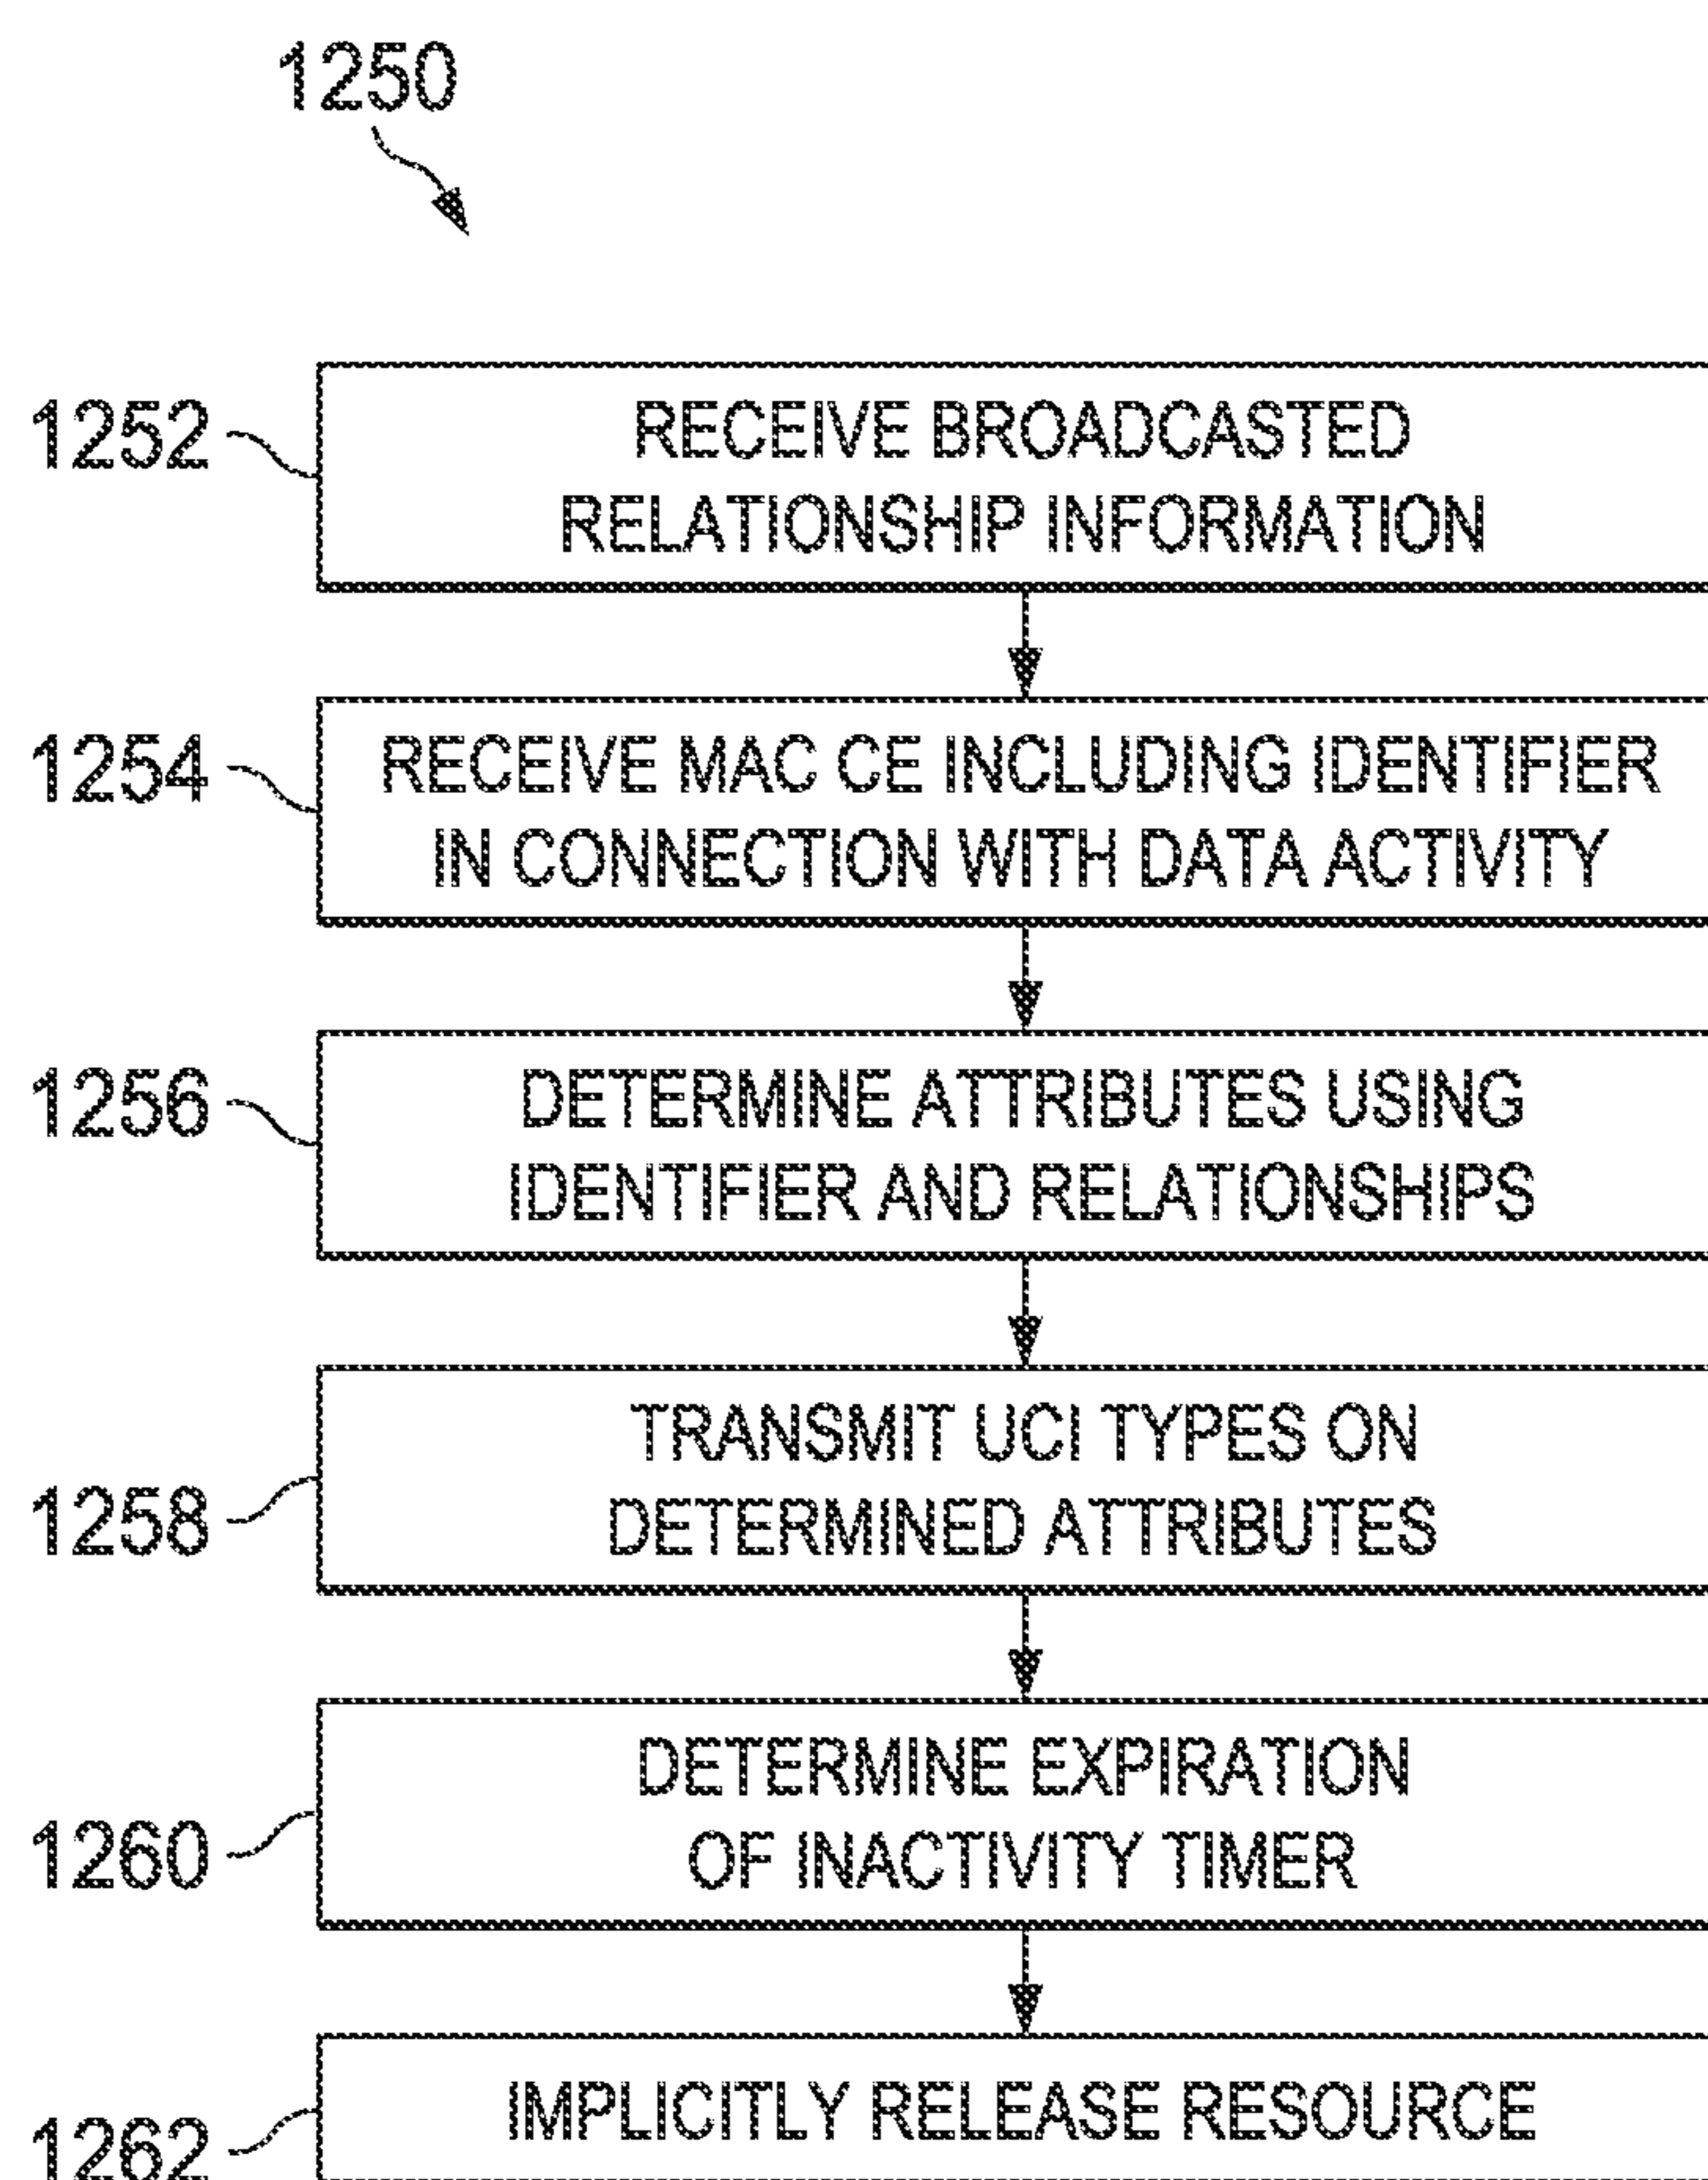 1250
1252
RECEIVE BROADCASTED
RELATIONSHIP INFORMATION
1254
RECEIVE MAC CE INCLUDING IDENTIFIER
IN CONNECTION WITH DATA ACTIVITY
1256
DETERMINE ATTRIBUTES USING
IDENTIFIER AND RELATIONSHIPS
1258
TRANSMIT UCI TYPES ON
DETERMINED ATTRIBUTES
1260
DETERMINE EXPIRATION
OF INACTIVITY TIMER
1262
IMPLICITLY RELEASE RESOURCE